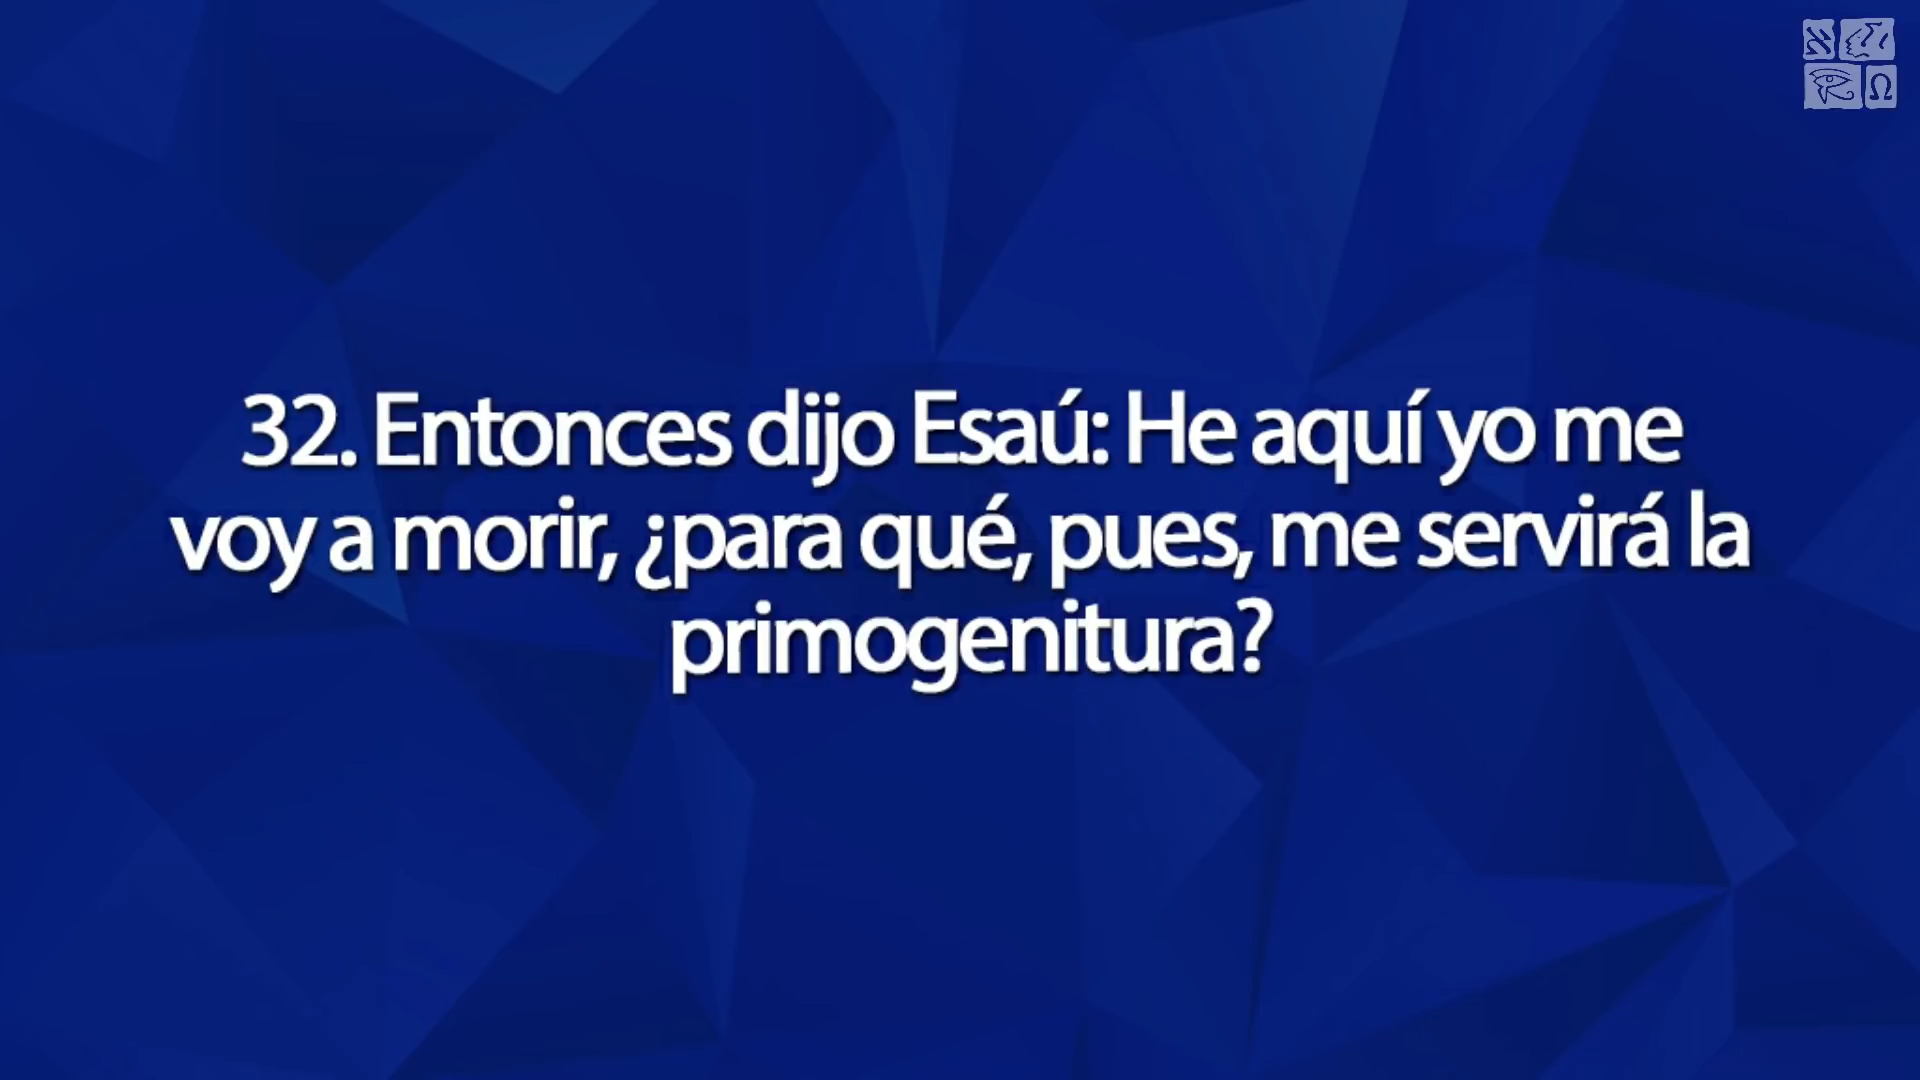 32. Entonces dijo Esaú: He aquí yo me
voy a morir, ¿para qué, pues, me servirá la
primogenitura?